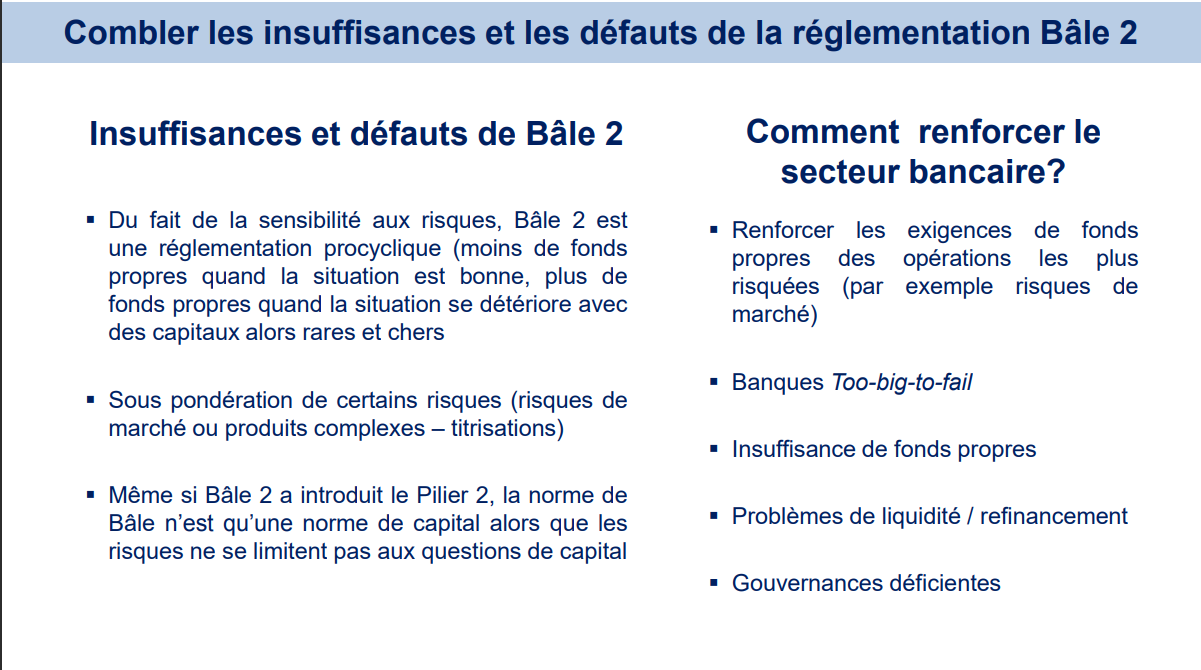 Combler les insuffisances et les défauts de la réglementation Bâle 2
Insuffisances et défauts de Bâle 2
▪ Du fait de la sensibilité aux risques, Bâle 2 est
une réglementation procyclique (moins de fonds
propres quand la situation est bonne, plus de
fonds propres quand la situation se détériore avec
des capitaux alors rares et chers
▪ Sous pondération de certains risques (risques de
marché ou produits complexes – titrisations)
▪ Même si Bâle 2 a introduit le Pilier 2, la norme de
Bâle n’est qu’une norme de capital alors que les
risques ne se limitent pas aux questions de capital
Comment renforcer le
secteur bancaire?
▪ Renforcer les exigences de fonds
propres des opérations les plus
risquées (par exemple risques de
marché)
▪ Banques Too-big-to-fail
▪ Insuffisance de fonds propres
▪ Problèmes de liquidité / refinancement
▪ Gouvernances déficientes